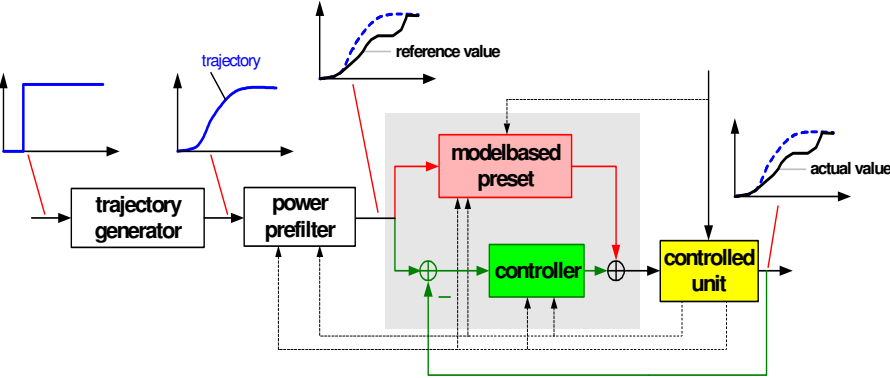 trajectory
reference value
modelbased
preset
actual value
trajectory
generator
power
prefilter
controller
controlled
unit